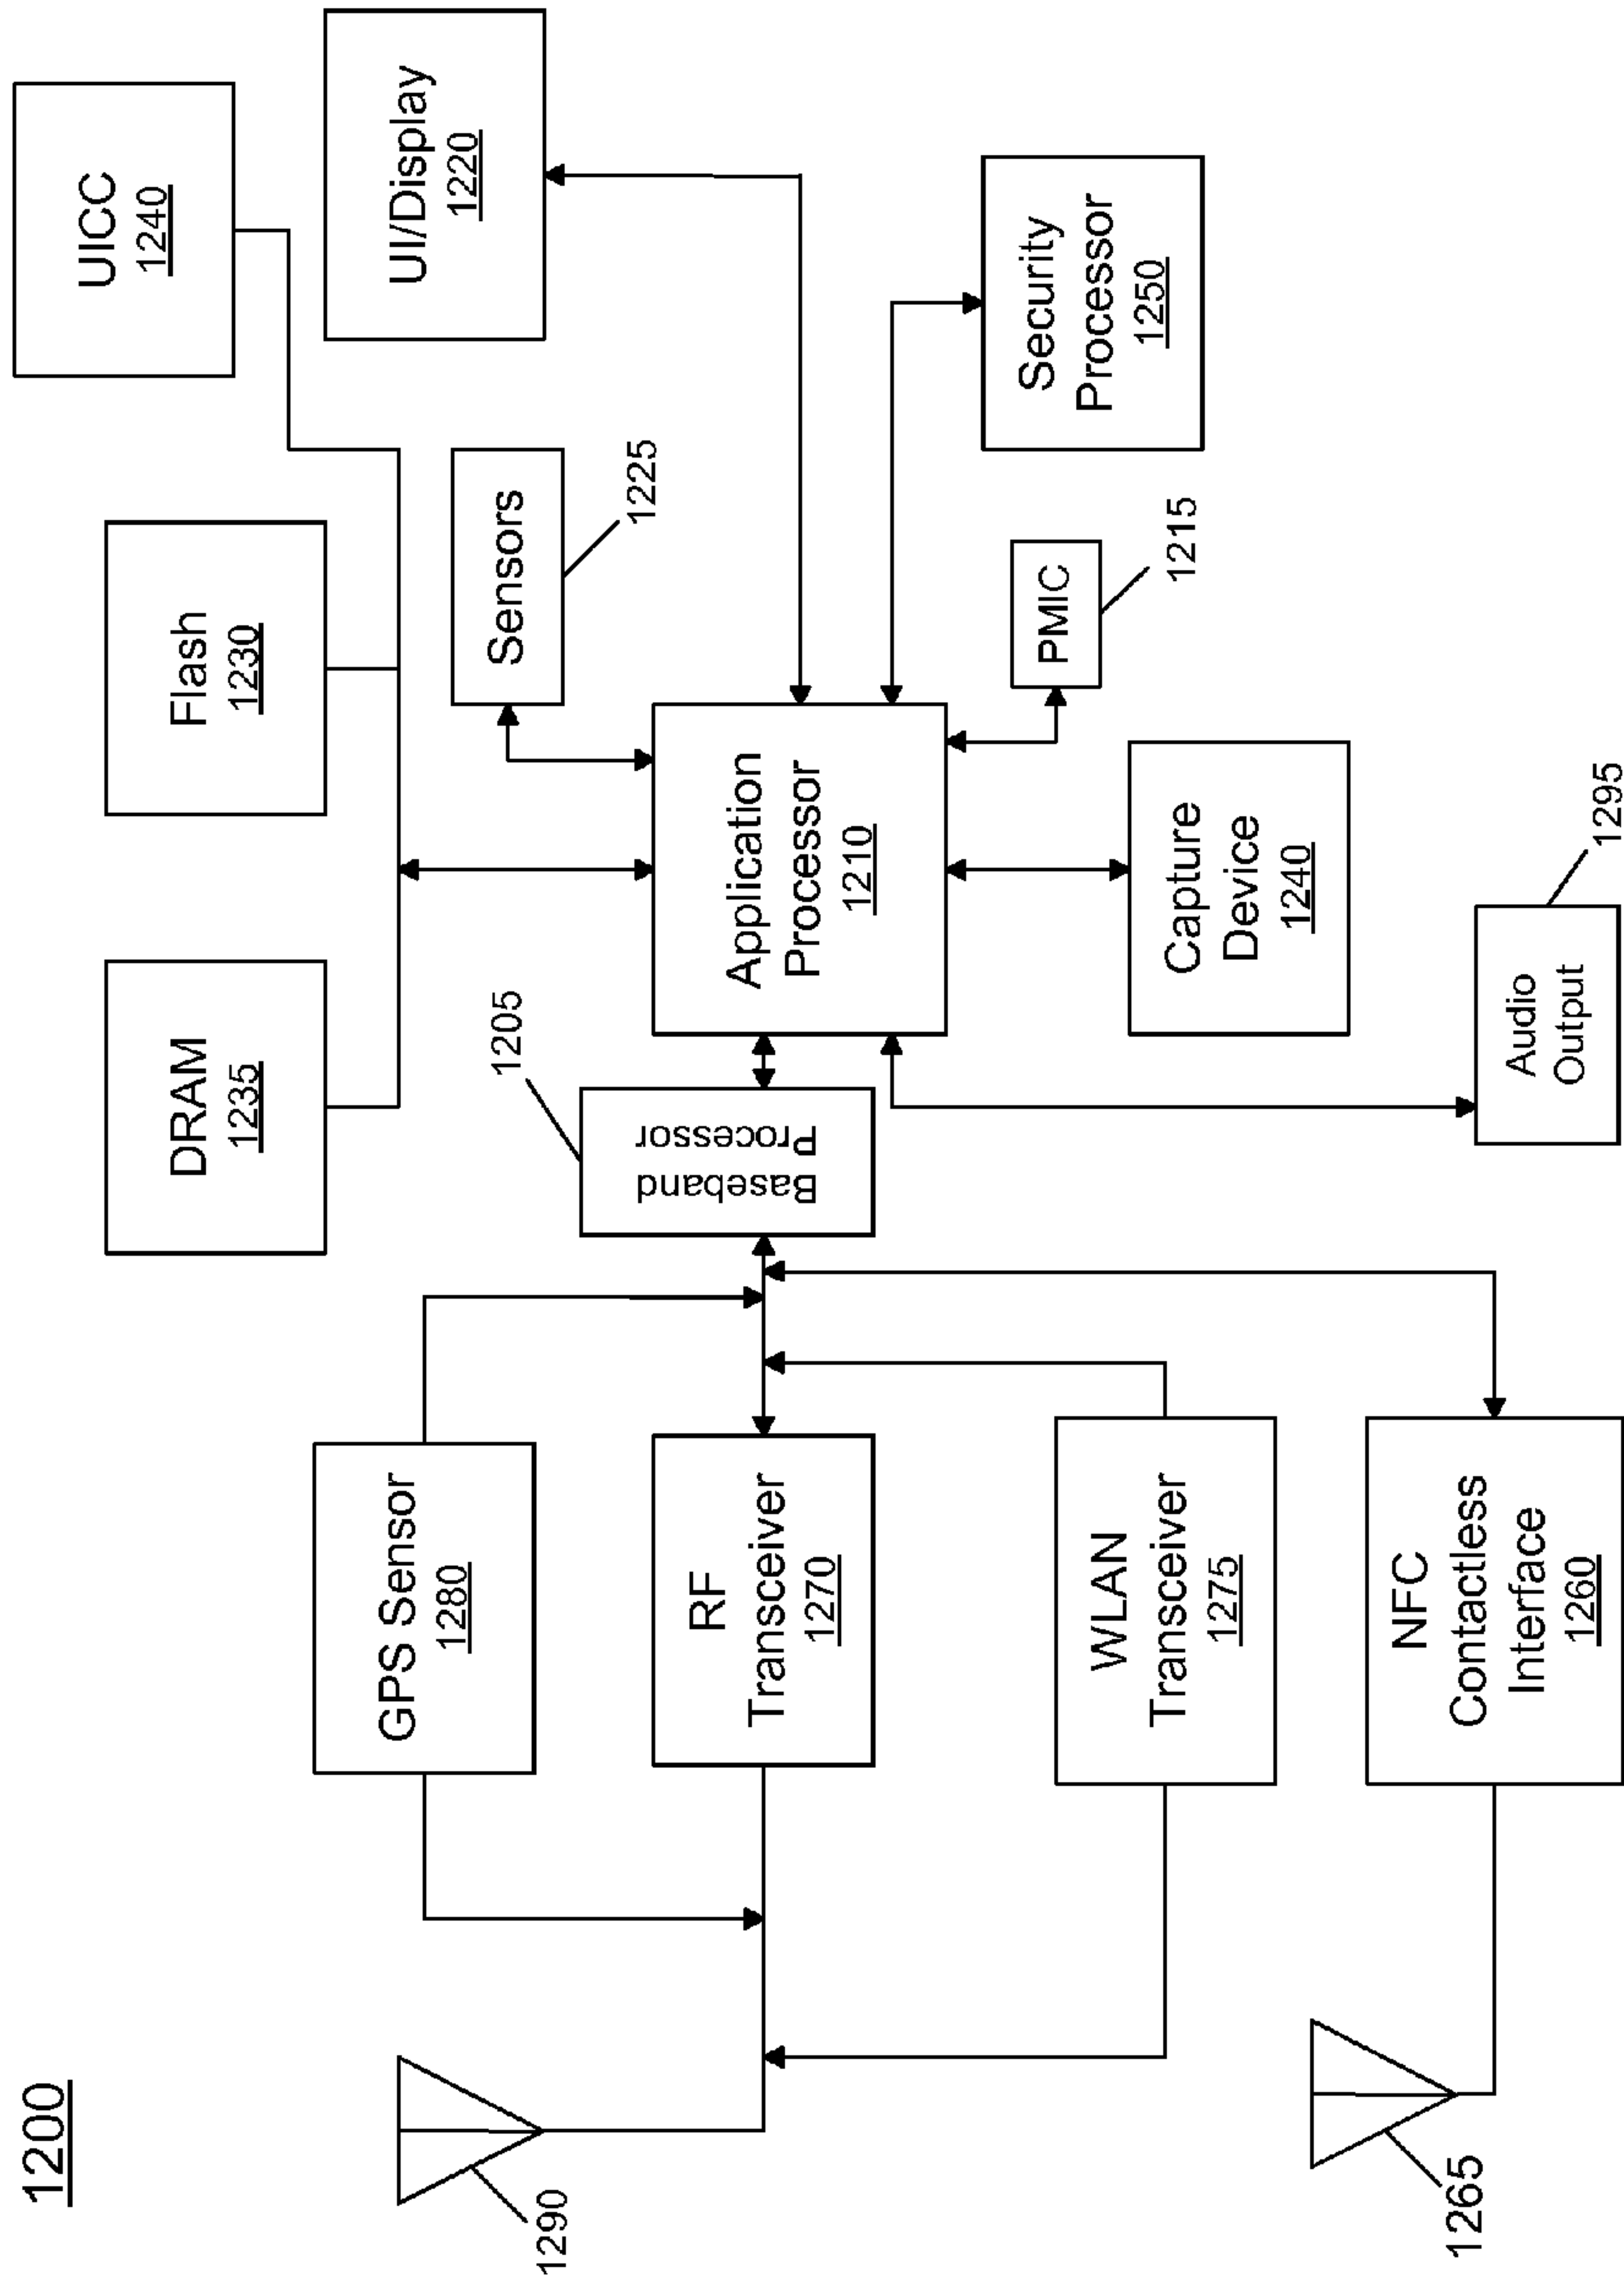 1200
UICC
1240
Flash
1230
DRAM
1235
UI/Display
1220
Sensors
1225
GPS Sensor
1280
1290
1205
Baseband
Processor
Application
Processor
1210
RF
Transceiver
1270
Security
Processor
1250
PMIC
1215
WLAN
Transceiver
1275
Capture
Device
1240
NFC
Contactless
Interface
1260
1265
Audio
Output
1295